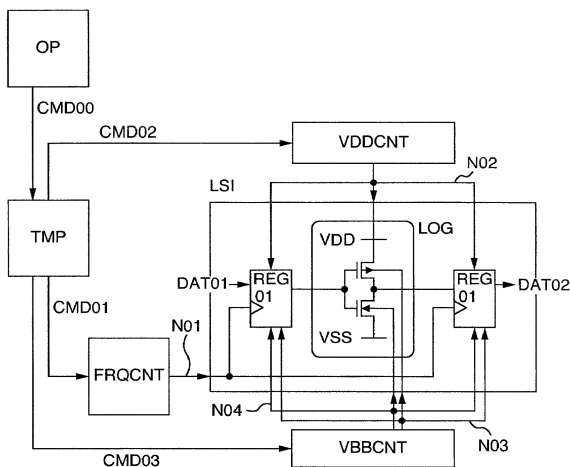 OP
CMD00
CMD02
VDDCNT
N02
LSI
TMP
VDD
LOG
DAT01
REG
01
REG
01
DAT02
CMD01
N01
VSS
FRQCNT
N04
N03
CMD03
VBBCNT